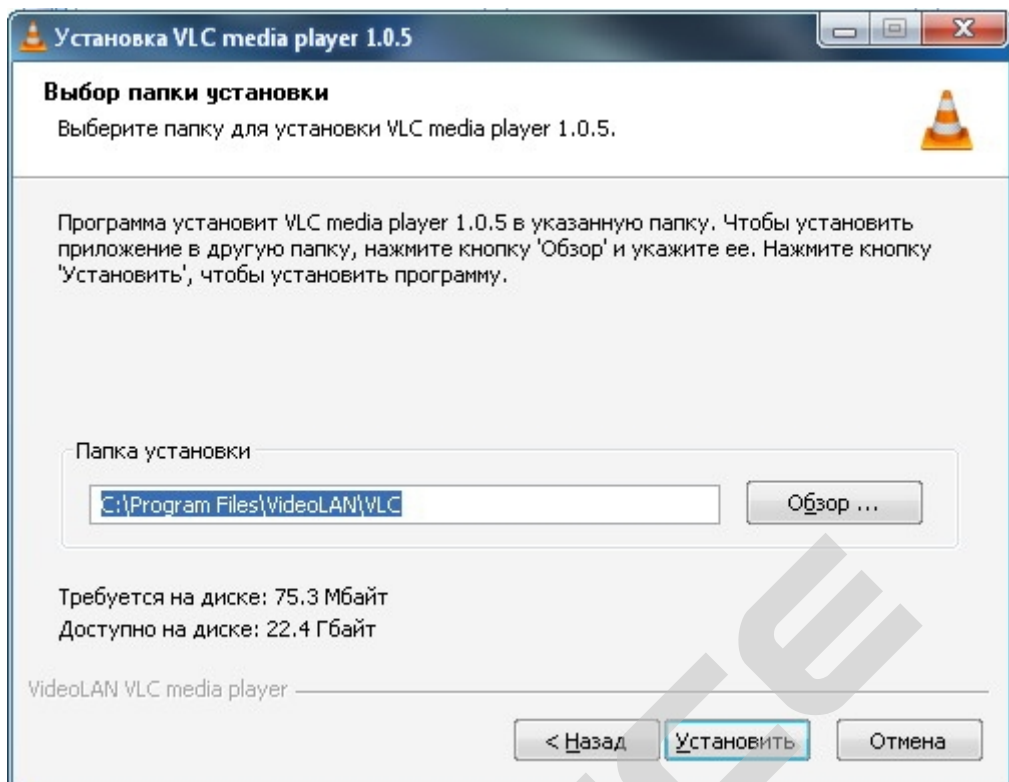 Установка VLC media player 1.0.5
Выбор папки установки
Выберите папку для установки VLC media player 1.0.5.
Программа установит VLC media player 1.0.5 в указанную папку. Чтобы установить
приложение в другую папку, нажмите кнопку 'Обзор' и укажите ее. Нажмите кнопку
'Установить', чтобы установить программу.
Папка установки
C:\Program Files\VideoLAN\VLC
Обзор ...
Требуется на диске: 75.3 Мбайт
Доступно на диске: 22.4 Гбайт
VideoLAN VLC media player
< Назад
Установить
Отмена
CE